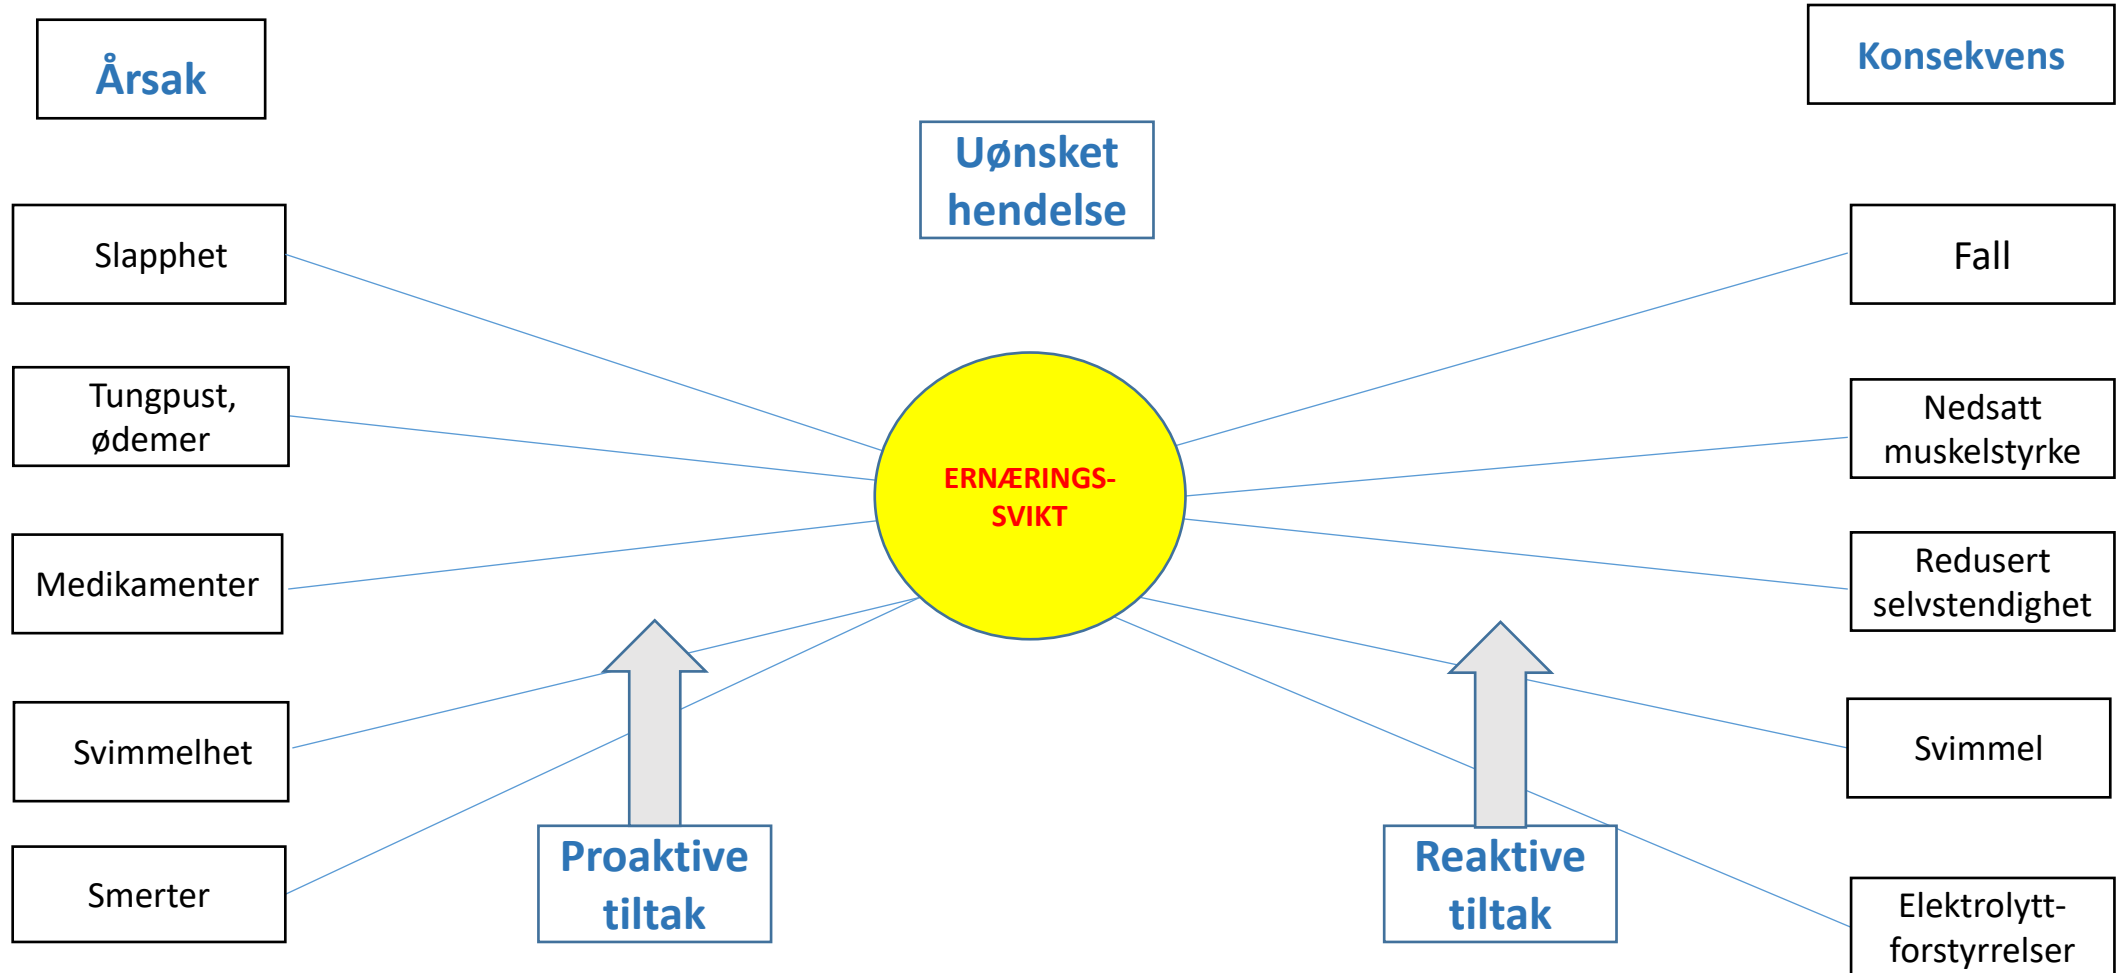 Årsak
Konsekvens
Uønsket
hendelse
Slapphet
Fall
Tungpust,
ødemer
Nedsatt
muskelstyrke
ERNÆRINGS-
SVIKT
Medikamenter
Redusert
selvstendighet
Svimmelhet
Svimmel
Smerter
Proaktive
tiltak
Reaktive
tiltak
Elektrolytt-
forstyrrelser